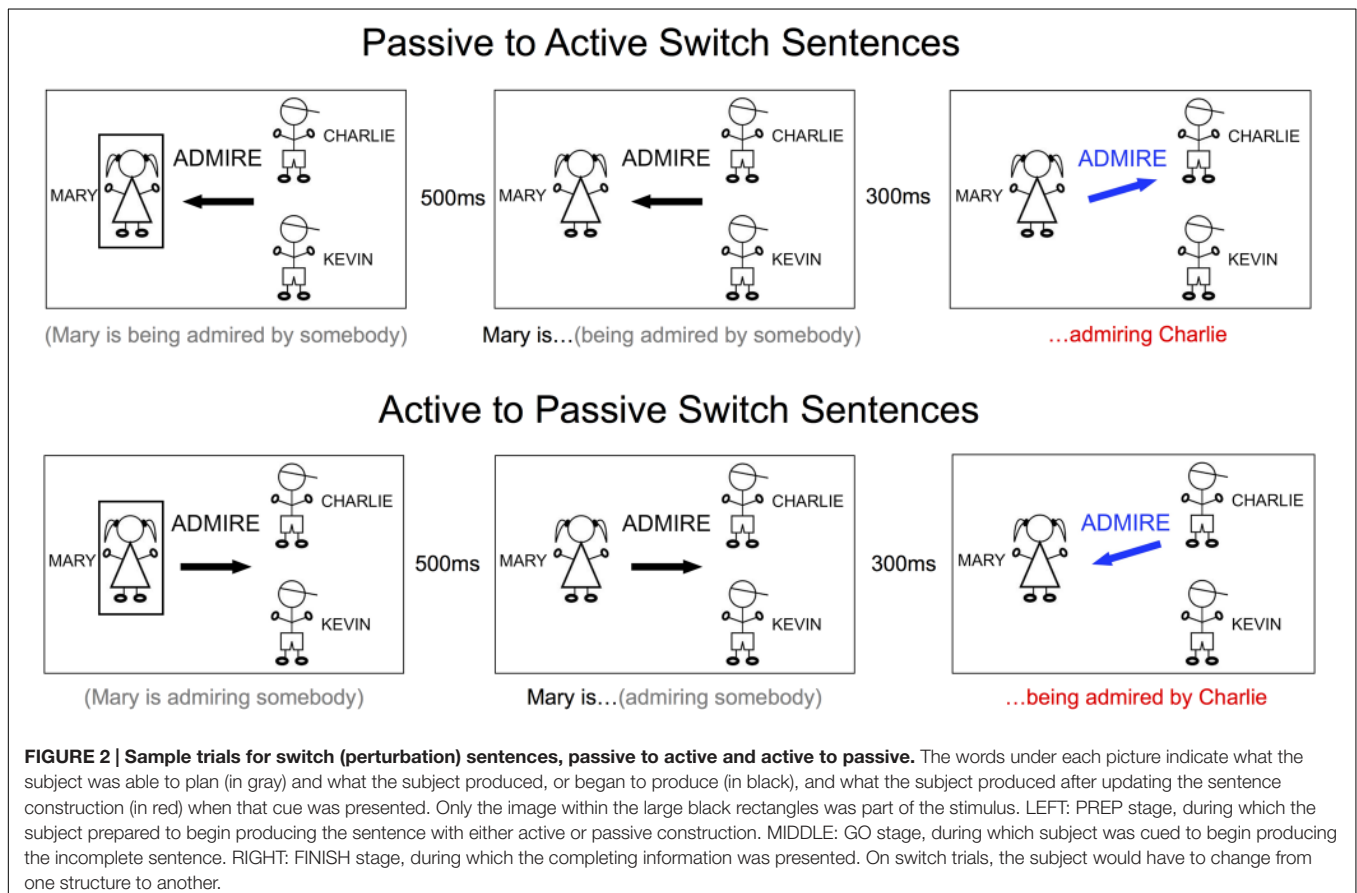 Passive to Active Switch Sentences
CHARLIE
ADMIRE
MARY
KEVIN
(Mary is being admired by somebody)
500ms
CHARLIE
ADMIRE
MARY
KEVIN
Mary is...(being admired by somebody)
300ms
CHARLIE
ADMIRE
MARY
KEVIN
...admiring Charlie
Active to Passive Switch Sentences
CHARLIE
ADMIRE
MARY
KEVIN
(Mary is admiring somebody)
500ms
CHARLIE
ADMIRE
MARY
KEVIN
Mary is...(admiring somebody)
300ms
CHARLIE
ADMIRE
MARY
KEVIN
...being admired by Charlie
FIGURE 2 | Sample trials for switch (perturbation) sentences, passive to active and active to passive. The words under each picture indicate what the
subject was able to plan (in gray) and what the subject produced, or began to produce (in black), and what the subject produced after updating the sentence
construction (in red) when that cue was presented. Only the image within the large black rectangles was part of the stimulus. LEFT: PREP stage, during which the
subject prepared to begin producing the sentence with either active or passive construction. MIDDLE: GO stage, during which subject was cued to begin producing
the incomplete sentence. RIGHT: FINISH stage, during which the completing information was presented. On switch trials, the subject would have to change from
one structure to another.